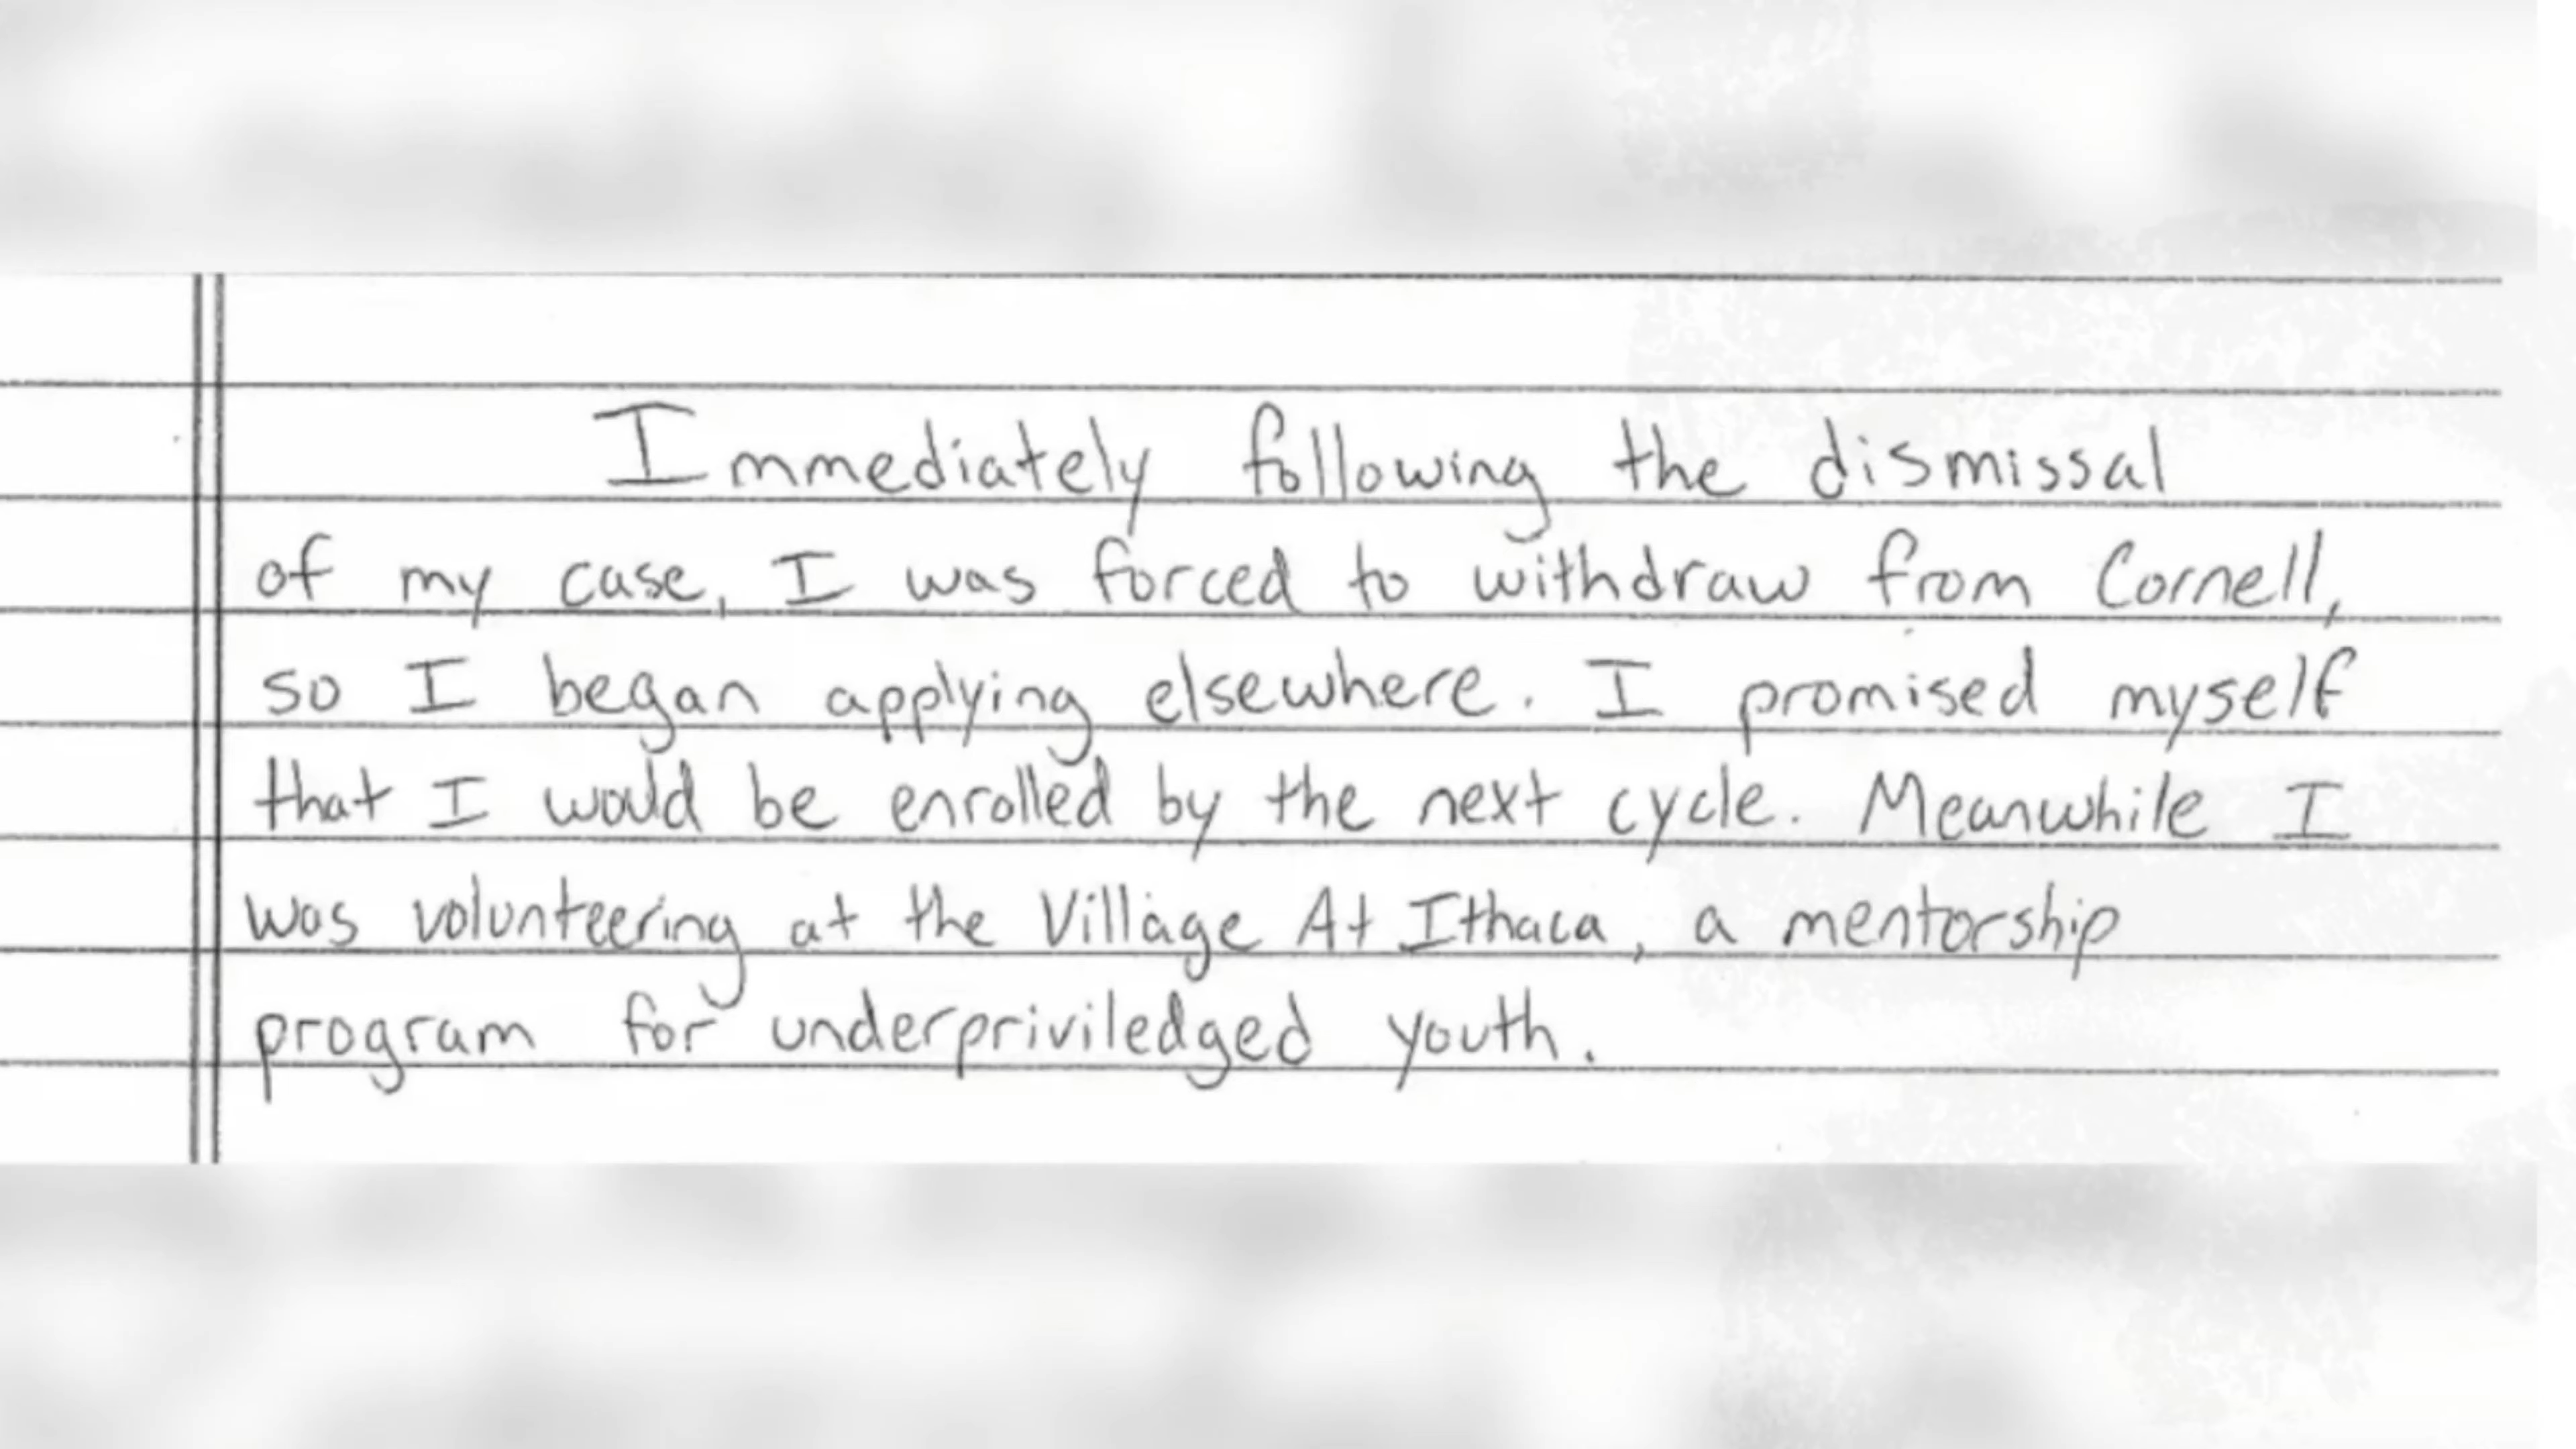 Immediately following the dismissal
of my case, I was forced to withdraw from Cornell,
so I began applying elsewhere. I promised myself
that I would be enrolled by the next cycle. Meanwhile I
was volunteering at the Village At Ithaca, a mentorship
program for underpriviledged youth.